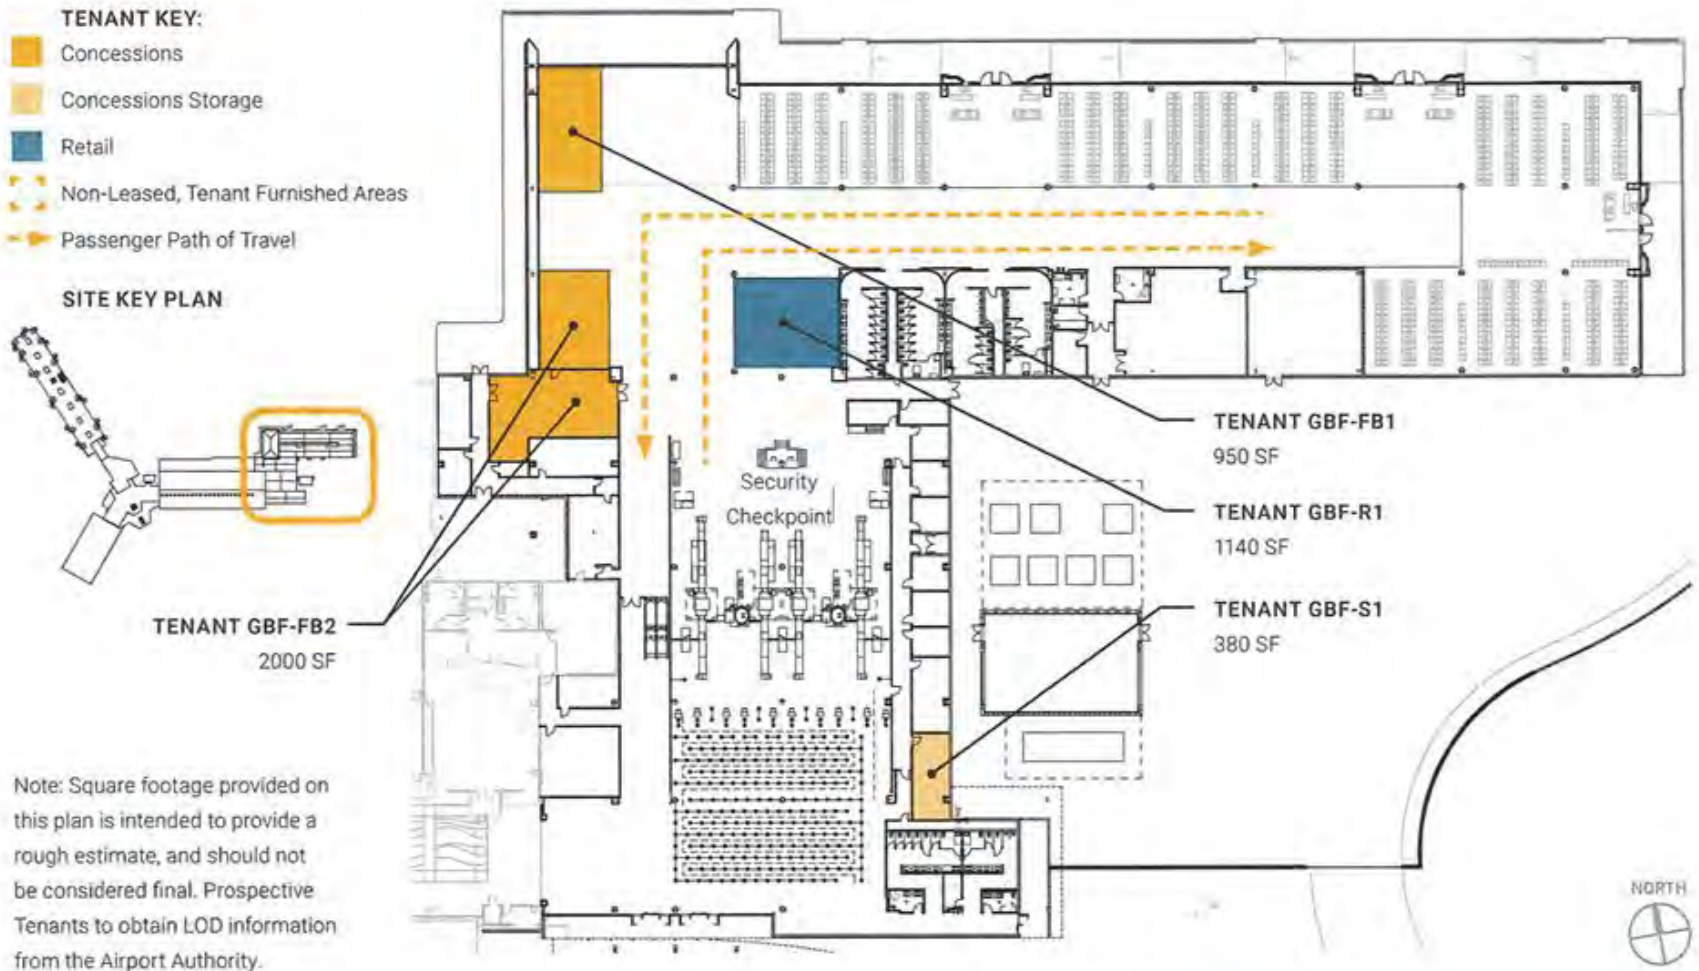 TENANT KEY:
Concessions
Concessions Storage
Retail
Non-Leased, Tenant Furnished Areas
Passenger Path of Travel
SITE KEY PLAN
Security
Checkpoint
TENANT GBF-FB1
950 SF
TENANT GBF-R1
1140 SF
TENANT GBF-S1
380 SF
TENANT GBF-FB2
2000 SF
Note: Square footage provided on
this plan is intended to provide a
rough estimate, and should not
be considered final. Prospective
Tenants to obtain LOD information
from the Airport Authority.
NORTH